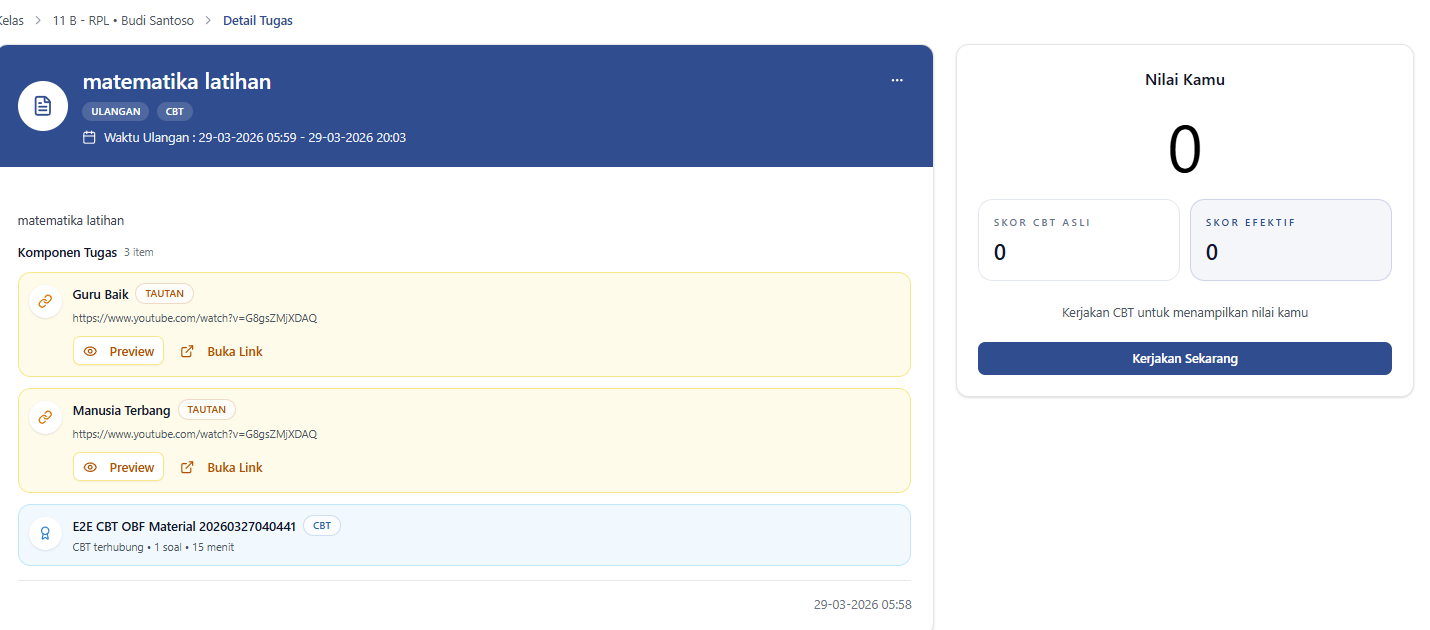 Kelas > 11 B - RPL • Budi Santoso > Detail Tugas
matematika latihan
...
ULANGAN CBT
Waktu Ulangan : 29-03-2026 05:59 - 29-03-2026 20:03
matematika latihan
Komponen Tugas 3 item
Guru Baik TAUTAN
https://www.youtube.com/watch?v=G8gsZMjXDAQ
Preview Buka Link
Manusia Terbang TAUTAN
https://www.youtube.com/watch?v=G8gsZMjXDAQ
Preview Buka Link
E2E CBT OBF Material 20260327040441 CBT
CBT terhubung • 1 soal • 15 menit
29-03-2026 05:58
Nilai Kamu
0
SKOR CBT ASLI
0
SKOR EFEKTIF
0
Kerjakan CBT untuk menampilkan nilai kamu
Kerjakan Sekarang